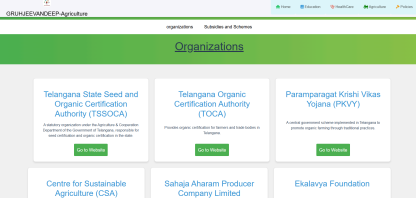 Home Education HealthCare Agriculture Policies
GRUHJEEVANDEEP-Agriculture
organizations Subsidies and Schemes
Organizations
Telangana State Seed and
Organic Certification
Authority (TSSOCA)
A statutory organization under the Agriculture & Cooperation
Department of the Government of Telangana, responsible for
seed certification and organic certification in the state
Go to Website
Telangana Organic
Certification Authority
(TOCA)
Provides organic certification for farmers and trade bodies in
Telangana.
Go to Website
Paramparagat Krishi Vikas
Yojana (PKVY)
A central government scheme implemented in Telangana to
promote organic farming through traditional practices.
Go to Website
Centre for Sustainable
Agriculture (CSA)
Sahaja Aharam Producer
Company Limited
Ekalavya Foundation